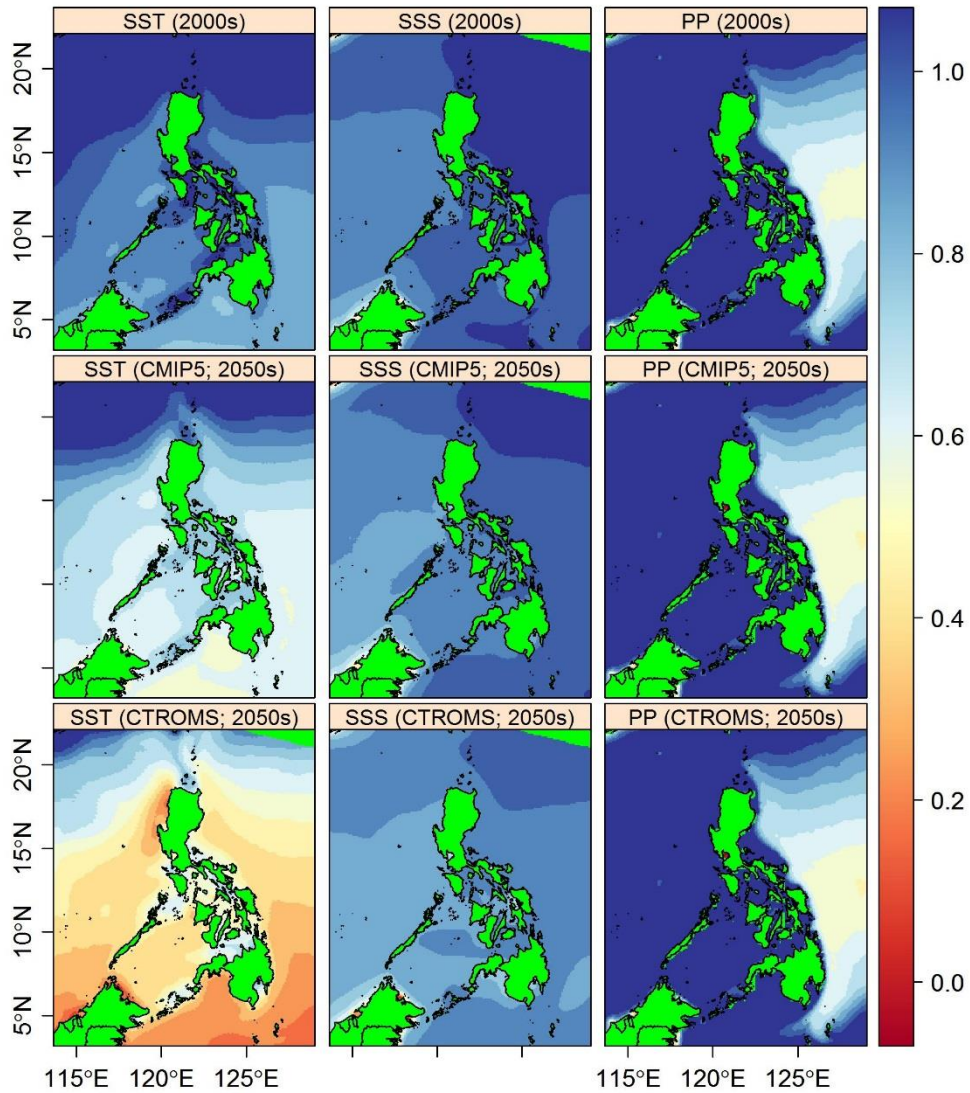 SST (2000s)
SSS (2000s)
PP (2000s)
20°N
15°N
10°N
5°N
SST (CMIP5; 2050s)
SSS (CMIP5; 2050s)
PP (CMIP5; 2050s)
SST (CTROMS; 2050s)
SSS (CTROMS; 2050s)
PP (CTROMS; 2050s)
20°N
15°N
10°N
5°N
115°E
120°E
125°E
115°E
120°E
125°E
1.0
0.8
0.6
0.4
0.2
0.0